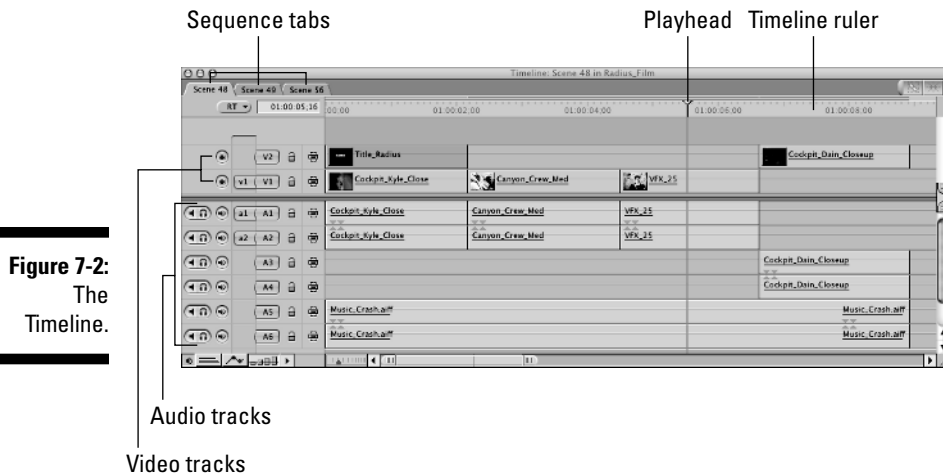 Sequence tabs
Playhead
Timeline ruler
Timeline: Scene 48 in Radius_Film
Scene 48
Scene 49
Scene 56
RT
01:00:05;16
00:00
01:00:02;00
01:00:04;00
01:00:06;00
01:00:08;00
V2
Title_Radius
Cockpit_Dain_Closeup
v1
V1
Cockpit_Kyle_Close
Canyon_Crew_Med
VFX_25
a1
A1
Cockpit_Kyle_Close
Canyon_Crew_Med
VFX_25
a2
A2
Cockpit_Kyle_Close
Canyon_Crew_Med
VFX_25
A3
Cockpit_Dain_Closeup
A4
Cockpit_Dain_Closeup
A5
Music_Crash.aiff
Music_Crash.aiff
A6
Music_Crash.aiff
Music_Crash.aiff
Figure 7-2:
The
Timeline.
Audio tracks
Video tracks